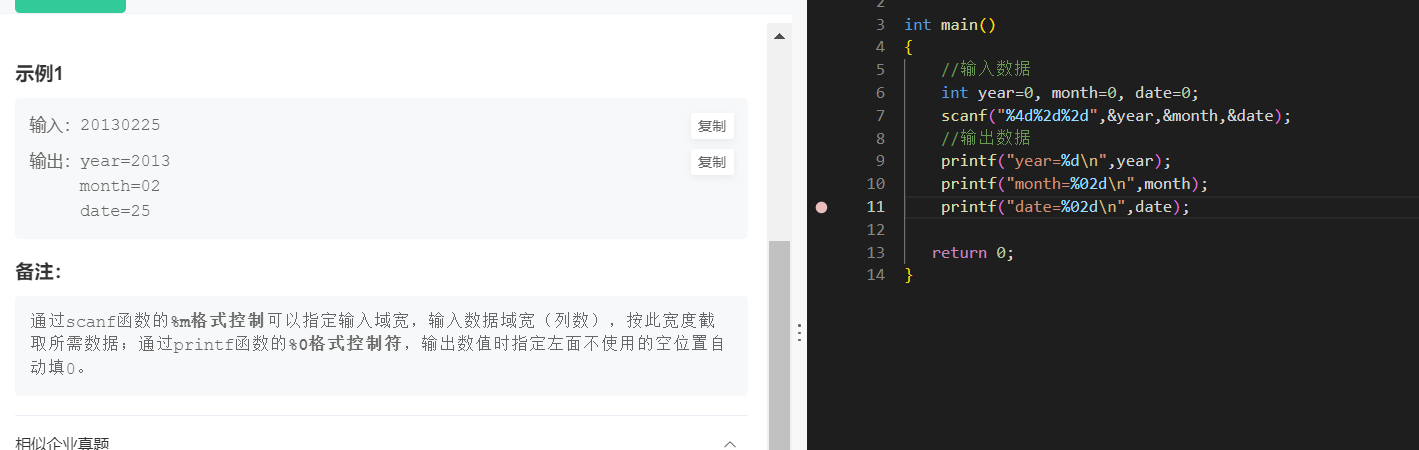 示例1
输入：20130225
复制
输出：year=2013
复制
month=02
date=25
备注：
通过scanf函数的%m格式控制可以指定输入域宽，输入数据域宽（列数），按此宽度截
取所需数据；通过printf函数的%0格式控制符，输出数值时指定左面不使用的空位置自
动填0。
相似企业真题
2
3 int main()
4 {
5 //输入数据
6 int year=0, month=0, date=0;
7 scanf("%4d%2d%2d",&year,&month,&date);
8 //输出数据
9 printf("year=%d\n",year);
10 printf("month=%02d\n",month);
11 printf("date=%02d\n",date);
12
13 return 0;
14 }